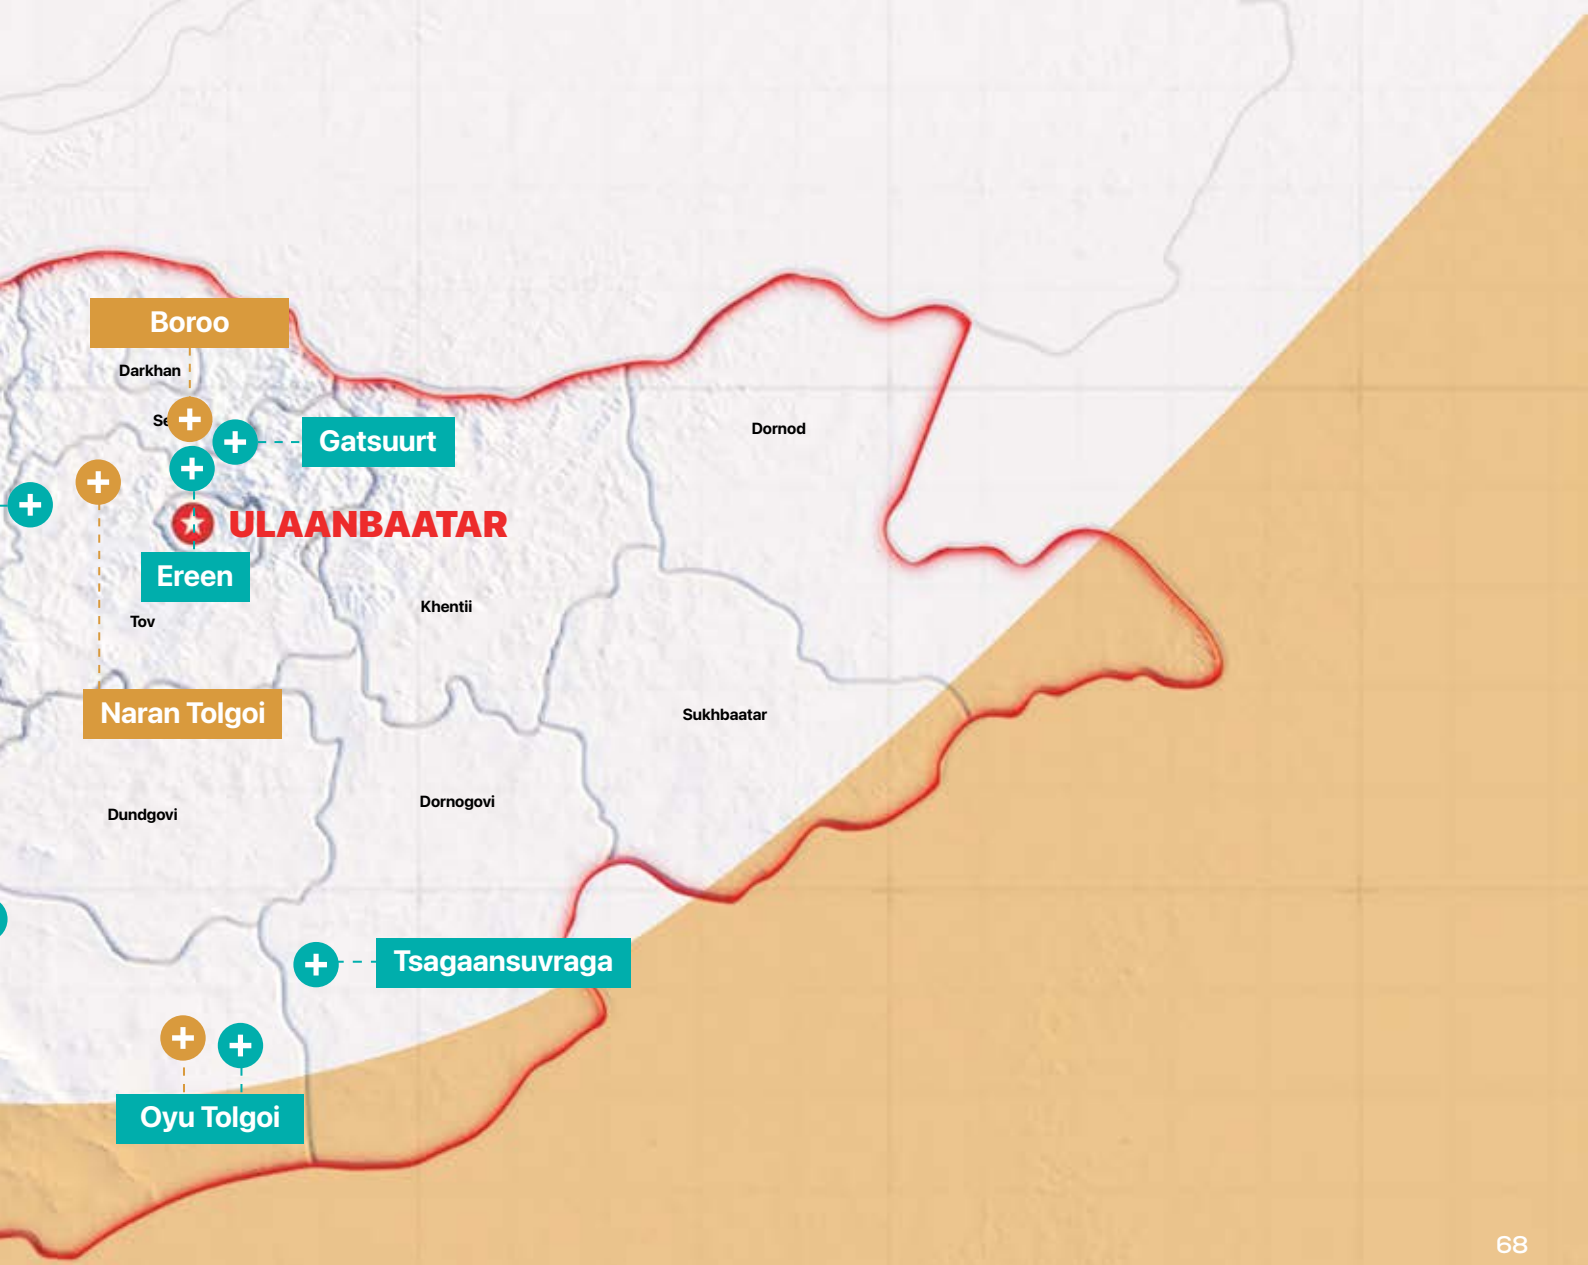 Boroo
Darkhan
Gatsuurt
Dornod
ULAANBAATAR
Ereen
Khentii
Tov
Naran Tolgoi
Sukhbaatar
Dornogovi
Dundgovi
Tsagaansuvraga
Oyu Tolgoi
68